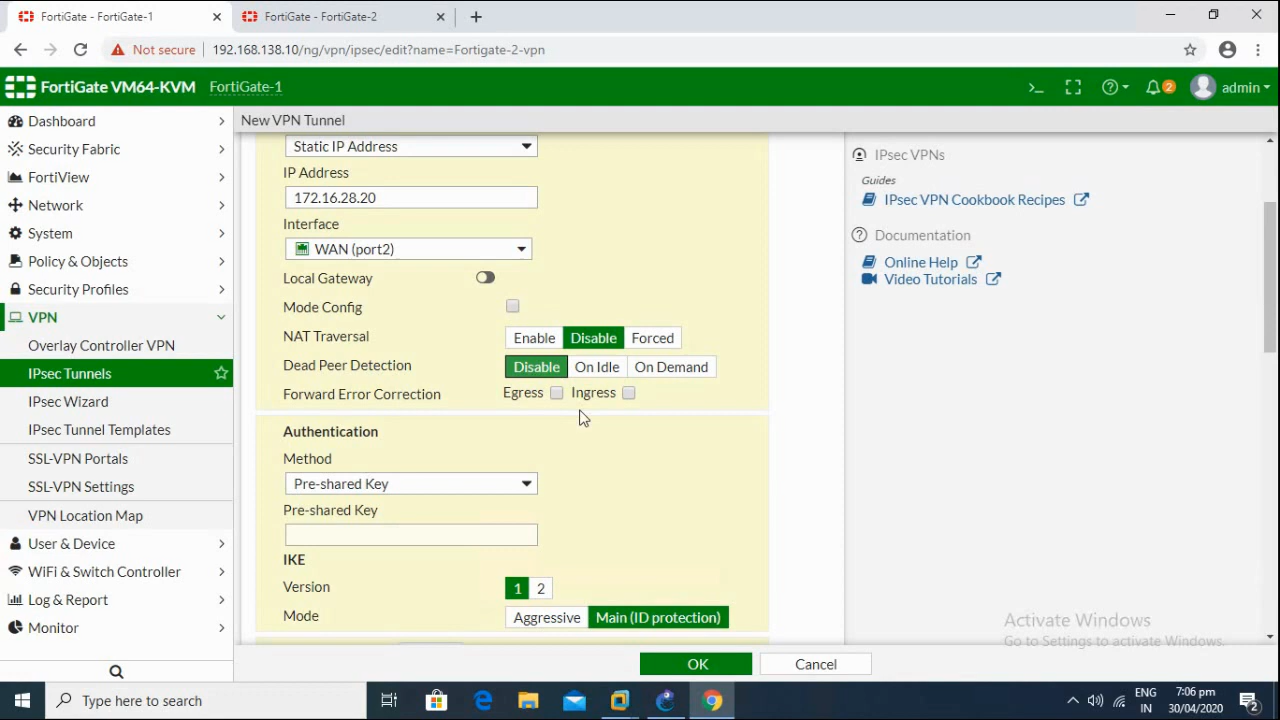 FortiGate - FortiGate-1
FortiGate - FortiGate-2
Not secure
192.168.138.10/ng/vpn/ipsec/edit?name=Fortigate-2-vpn
FortiGate VM64-KVM
FortiGate-1
2
admin
Dashboard
Security Fabric
FortiView
Network
System
Policy & Objects
Security Profiles
VPN
Overlay Controller VPN
IPsec Tunnels
IPsec Wizard
IPsec Tunnel Templates
SSL-VPN Portals
SSL-VPN Settings
VPN Location Map
User & Device
WiFi & Switch Controller
Log & Report
Monitor
New VPN Tunnel
Static IP Address
IP Address
172.16.28.20
Interface
WAN (port2)
Local Gateway
Mode Config
NAT Traversal
Enable Disable Forced
Dead Peer Detection
Disable On Idle On Demand
Forward Error Correction
Egress Ingress
Authentication
Method
Pre-shared Key
Pre-shared Key
IKE
Version
1 2
Mode
Aggressive Main (ID protection)
OK
Cancel
IPsec VPNs
Guides
IPsec VPN Cookbook Recipes
Documentation
Online Help
Video Tutorials
Activate Windows
Go to Settings to activate Windows.
Type here to search
ENG
IN
7:06 pm
30/04/2020
2